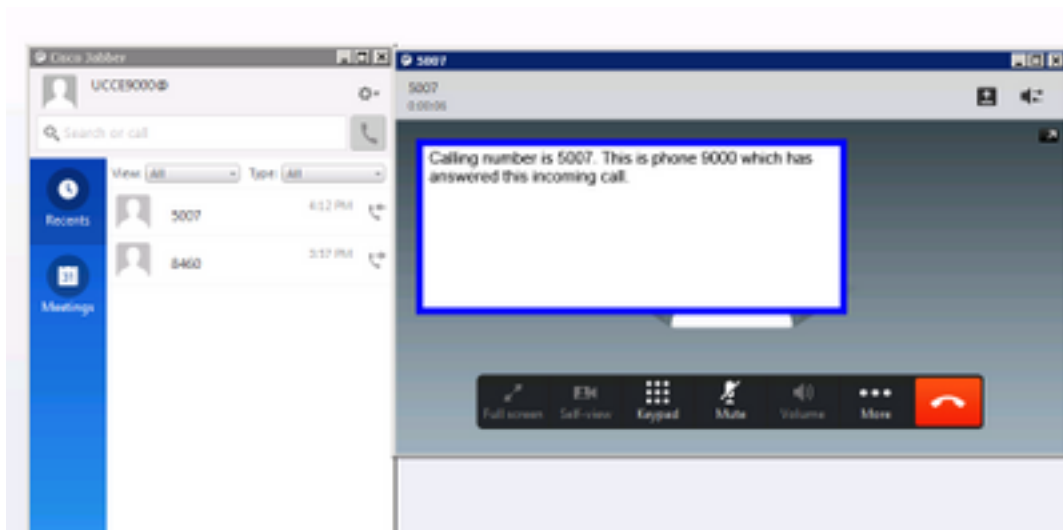 Cisco Jabber
UCCE9000@
Search or call
View: All Type: All
Recents
5007 4:12 PM
8460 3:57 PM
31
Meetings
5007
5007
0:00:06
Calling number is 5007. This is phone 9000 which has
answered this incoming call.
Full screen Self-view Keypad Mute Volume More